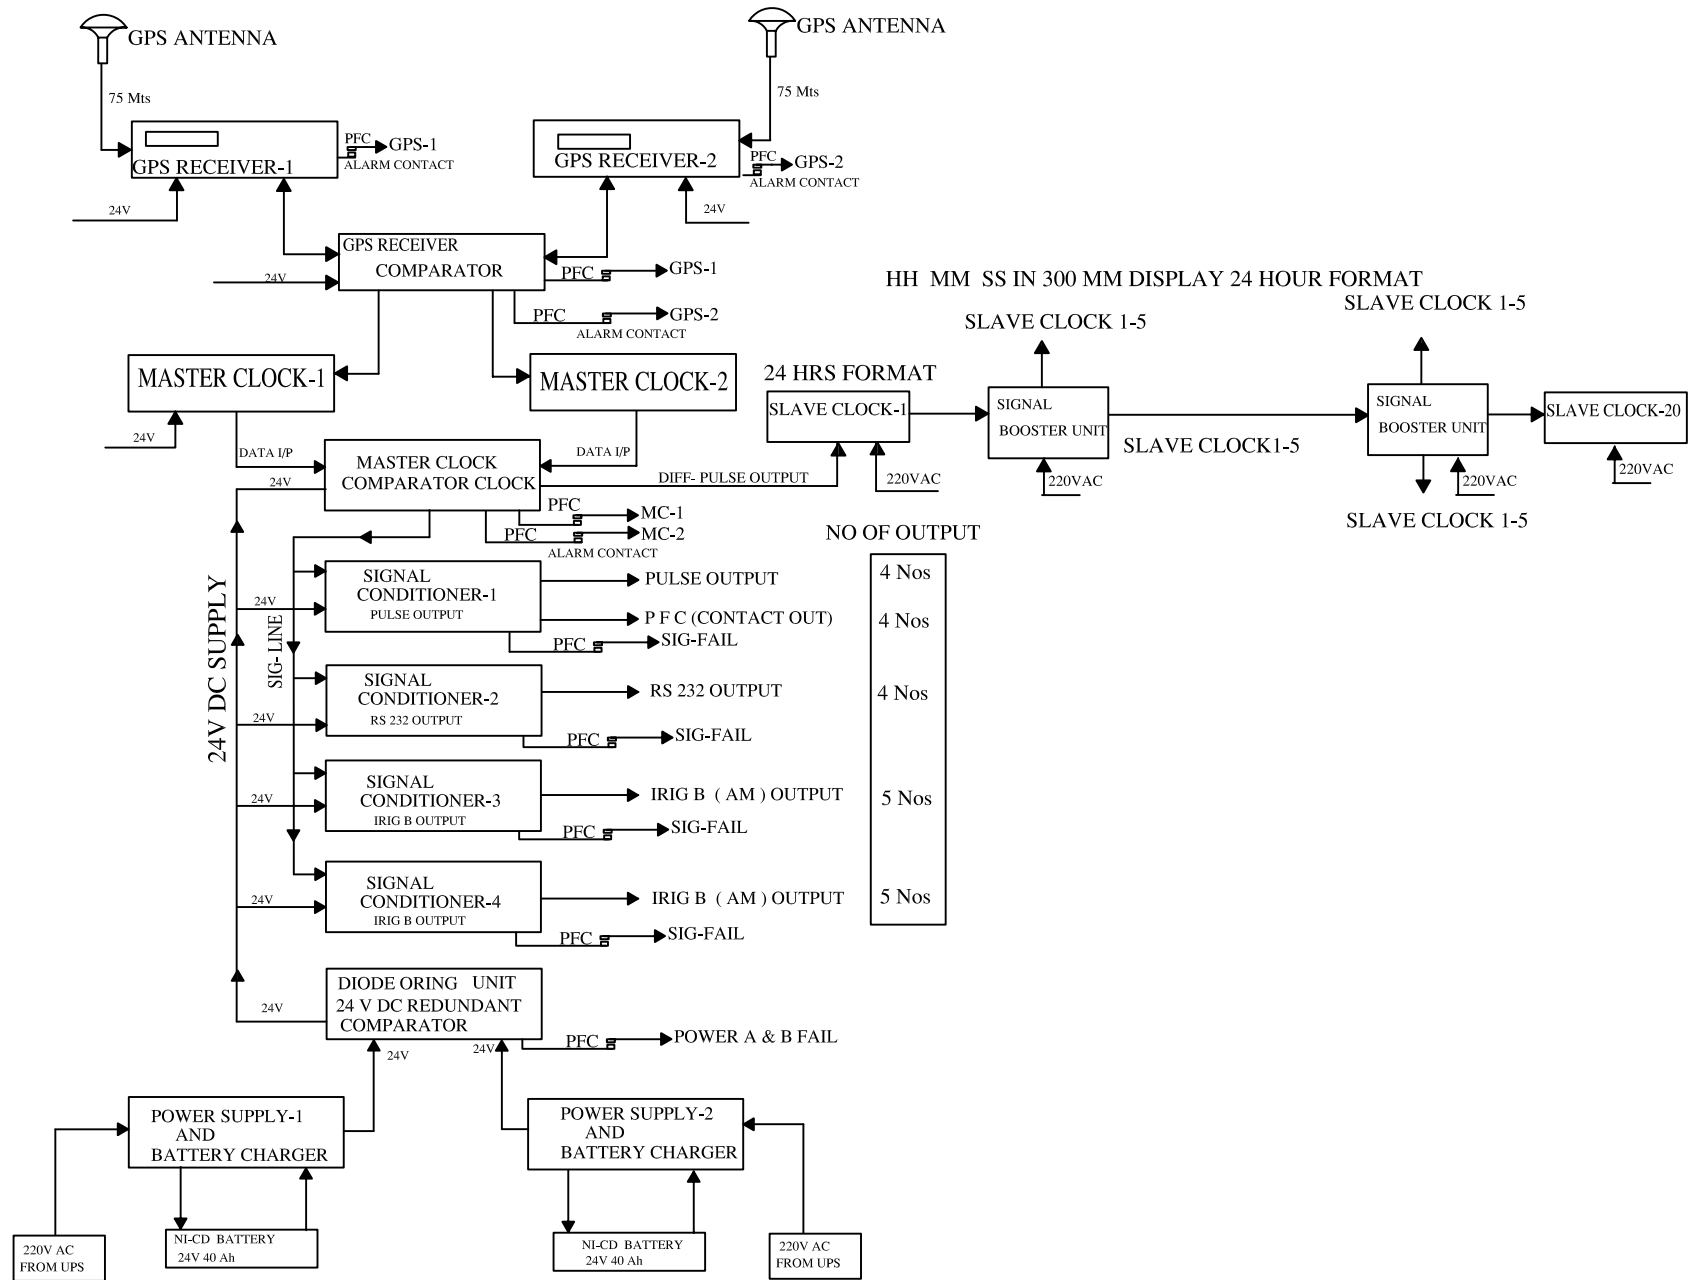 GPS ANTENNA
GPS ANTENNA
75 Mts
75 Mts
GPS RECEIVER-1
PFC
GPS-1
ALARM CONTACT
GPS RECEIVER-2
PFC
GPS-2
ALARM CONTACT
24V
24V
GPS RECEIVER
COMPARATOR
24V
PFC
GPS-1
PFC
GPS-2
ALARM CONTACT
HH MM SS IN 300 MM DISPLAY 24 HOUR FORMAT
SLAVE CLOCK 1-5
SLAVE CLOCK 1-5
MASTER CLOCK-1
MASTER CLOCK-2
24 HRS FORMAT
SLAVE CLOCK-1
SIGNAL
BOOSTER UNIT
SLAVE CLOCK1-5
SIGNAL
BOOSTER UNIT
SLAVE CLOCK-20
24V
DATA I/P
DATA I/P
MASTER CLOCK
COMPARATOR CLOCK
DIFF- PULSE OUTPUT
220VAC
220VAC
220VAC
220VAC
SLAVE CLOCK 1-5
24V
PFC
MC-1
PFC
MC-2
ALARM CONTACT
NO OF OUTPUT
24V DC SUPPLY
SIG- LINE
SIGNAL
CONDITIONER-1
PULSE OUTPUT
24V
PULSE OUTPUT
4 Nos
P F C (CONTACT OUT)
4 Nos
PFC
SIG-FAIL
SIGNAL
CONDITIONER-2
RS 232 OUTPUT
24V
RS 232 OUTPUT
4 Nos
PFC
SIG-FAIL
SIGNAL
CONDITIONER-3
IRIG B OUTPUT
24V
IRIG B ( AM ) OUTPUT
5 Nos
PFC
SIG-FAIL
SIGNAL
CONDITIONER-4
IRIG B OUTPUT
24V
IRIG B ( AM ) OUTPUT
5 Nos
PFC
SIG-FAIL
DIODE ORING UNIT
24 V DC REDUNDANT
COMPARATOR
24V
PFC
POWER A & B FAIL
24V
24V
POWER SUPPLY-1
AND
BATTERY CHARGER
POWER SUPPLY-2
AND
BATTERY CHARGER
220V AC
FROM UPS
NI-CD BATTERY
24V 40 Ah
NI-CD BATTERY
24V 40 Ah
220V AC
FROM UPS